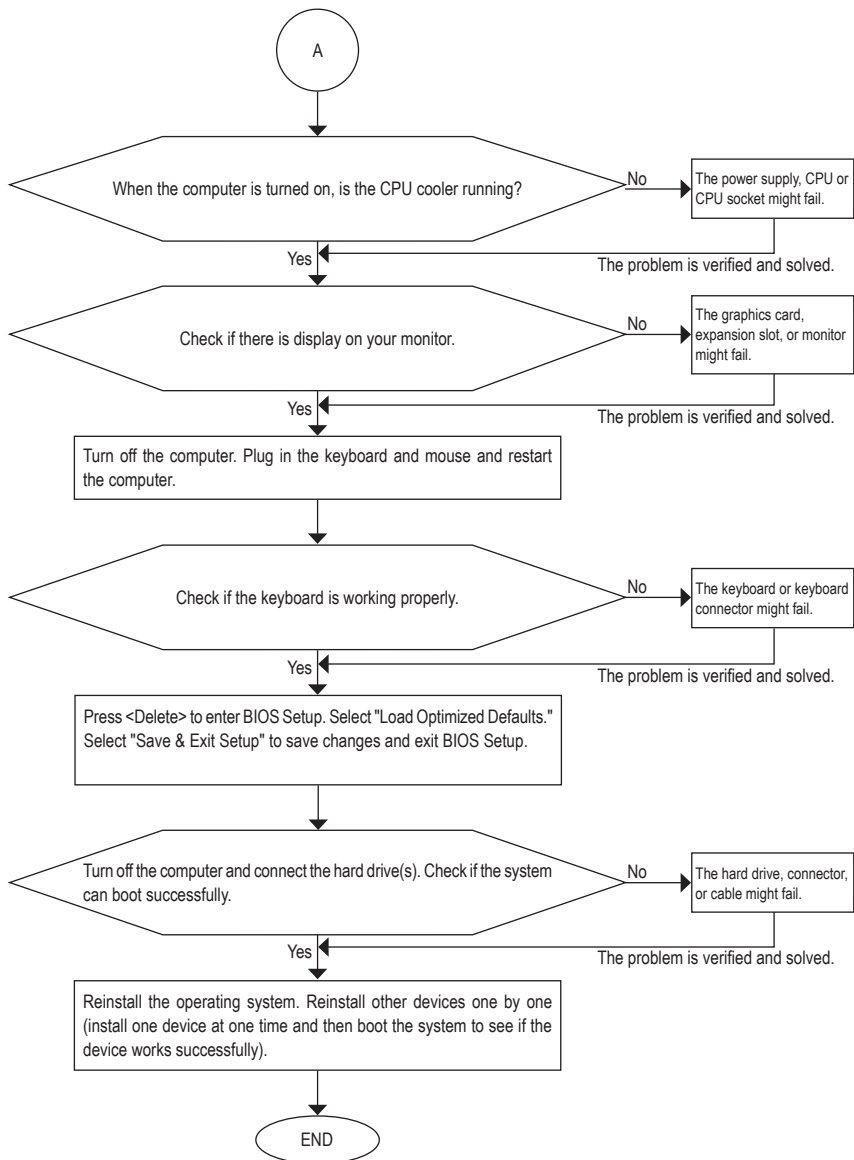 A
When the computer is turned on, is the CPU cooler running?
No
The power supply, CPU or
CPU socket might fail.
Yes
The problem is verified and solved.
Check if there is display on your monitor.
No
The graphics card,
expansion slot, or monitor
might fail.
Yes
The problem is verified and solved.
Turn off the computer. Plug in the keyboard and mouse and restart
the computer.
Check if the keyboard is working properly.
No
The keyboard or keyboard
connector might fail.
Yes
The problem is verified and solved.
Press <Delete> to enter BIOS Setup. Select "Load Optimized Defaults."
Select "Save & Exit Setup" to save changes and exit BIOS Setup.
Turn off the computer and connect the hard drive(s). Check if the system
can boot successfully.
No
The hard drive, connector,
or cable might fail.
Yes
The problem is verified and solved.
Reinstall the operating system. Reinstall other devices one by one
(install one device at one time and then boot the system to see if the
device works successfully).
END